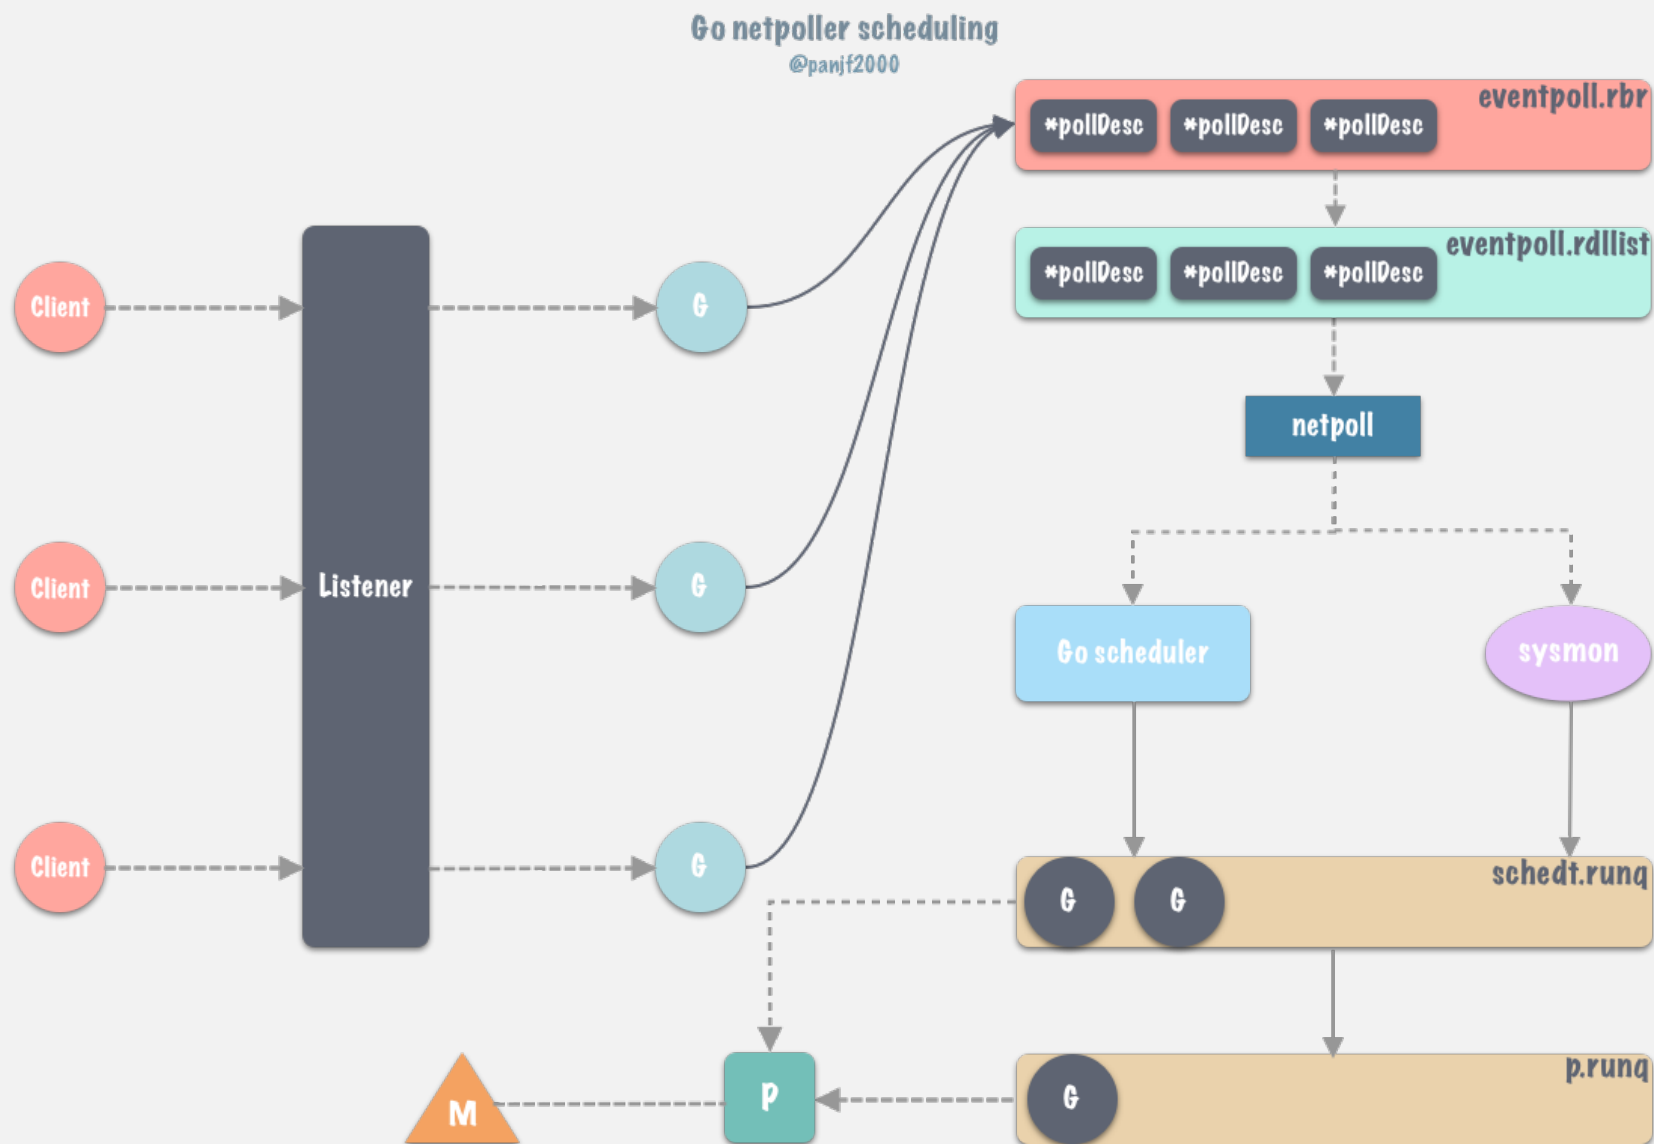 Go netpoller scheduling
@panjf2000
eventpoll.rbr
*pollDesc *pollDesc *pollDesc
eventpoll.rdllist
*pollDesc *pollDesc *pollDesc
Client
G
netpoll
Client
Listener
G
Go scheduler
sysmon
Client
G
schedt.runq
G G
p.runq
M
P
G